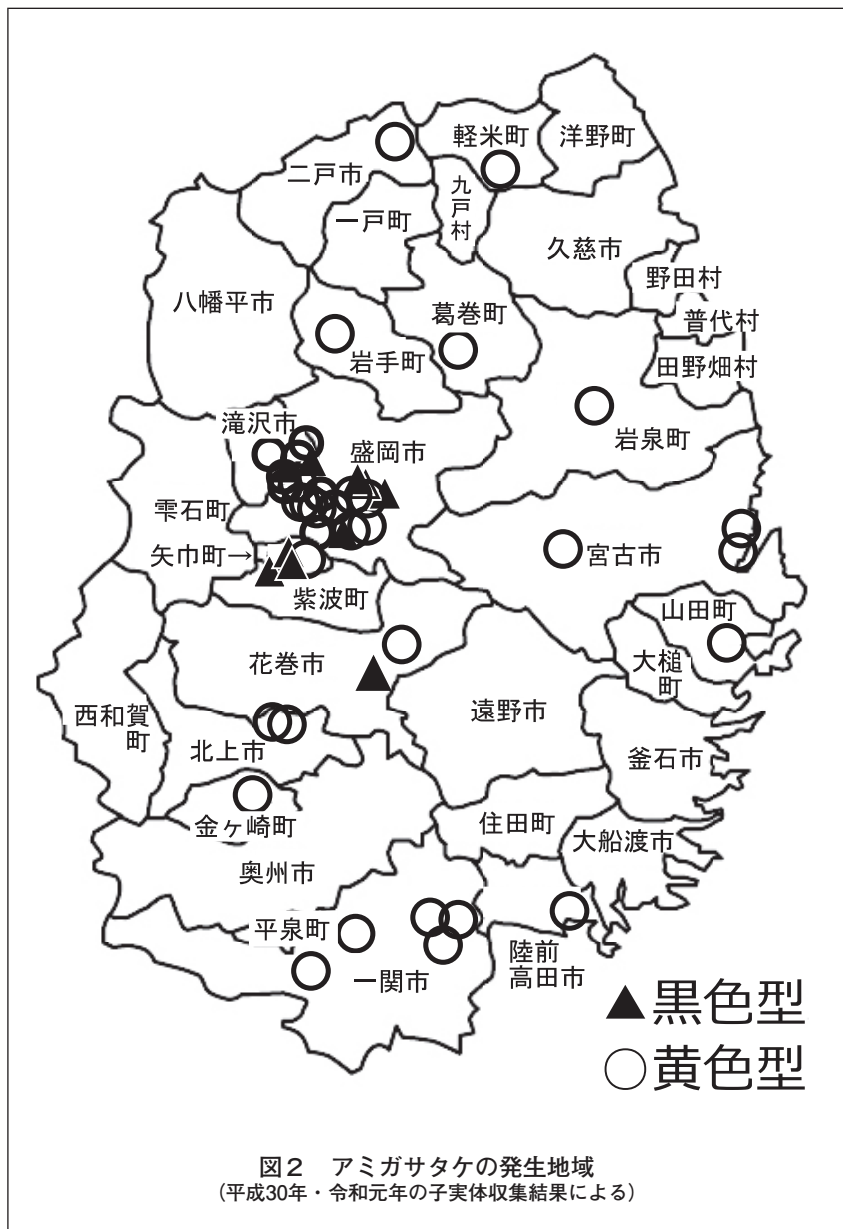 軽米町
洋野町
二戸市
九戸村
一戸町
久慈市
野田村
八幡平市
葛巻町
普代村
岩手町
田野畑村
滝沢市
盛岡市
岩泉町
雫石町
矢巾町→
宮古市
紫波町
山田町
花巻市
大槌
町
西和賀
町
遠野市
北上市
釜石市
金ヶ崎町
住田町
大船渡市
奥州市
平泉町
陸前
高田市
一関市
▲黒色型
○黄色型
図2 アミガサタケの発生地域
(平成30年・令和元年の子実体収集結果による)